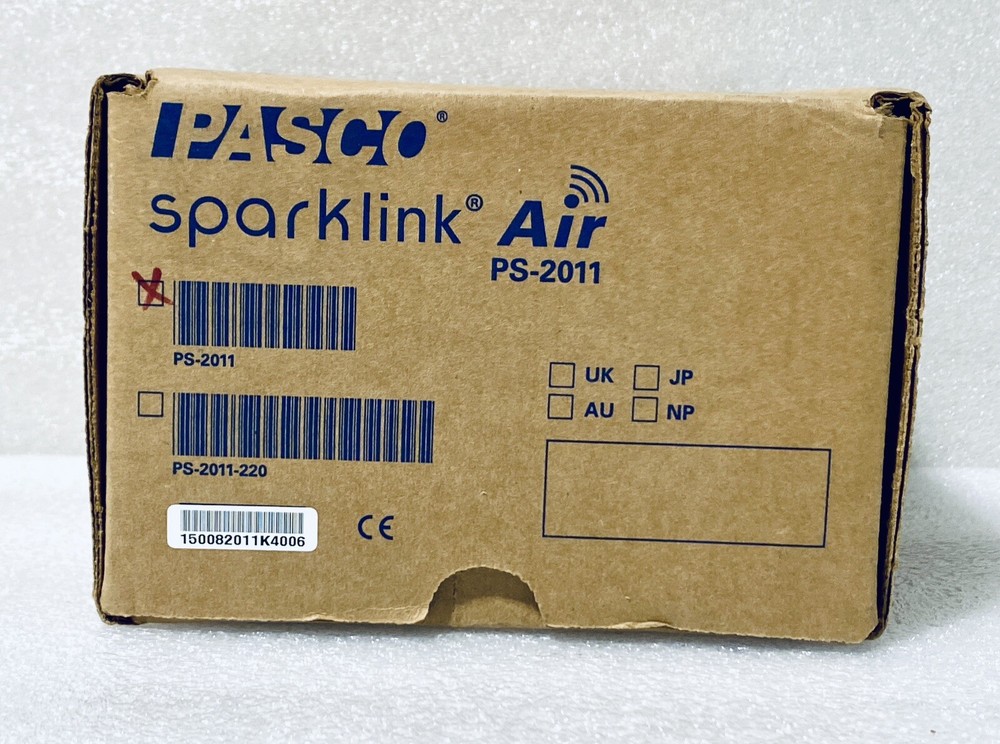 PASCO®
sparklink® Air
PS-2011
PS-2011
PS-2011-220
UK JP
AU NP
150082011K4006
CE